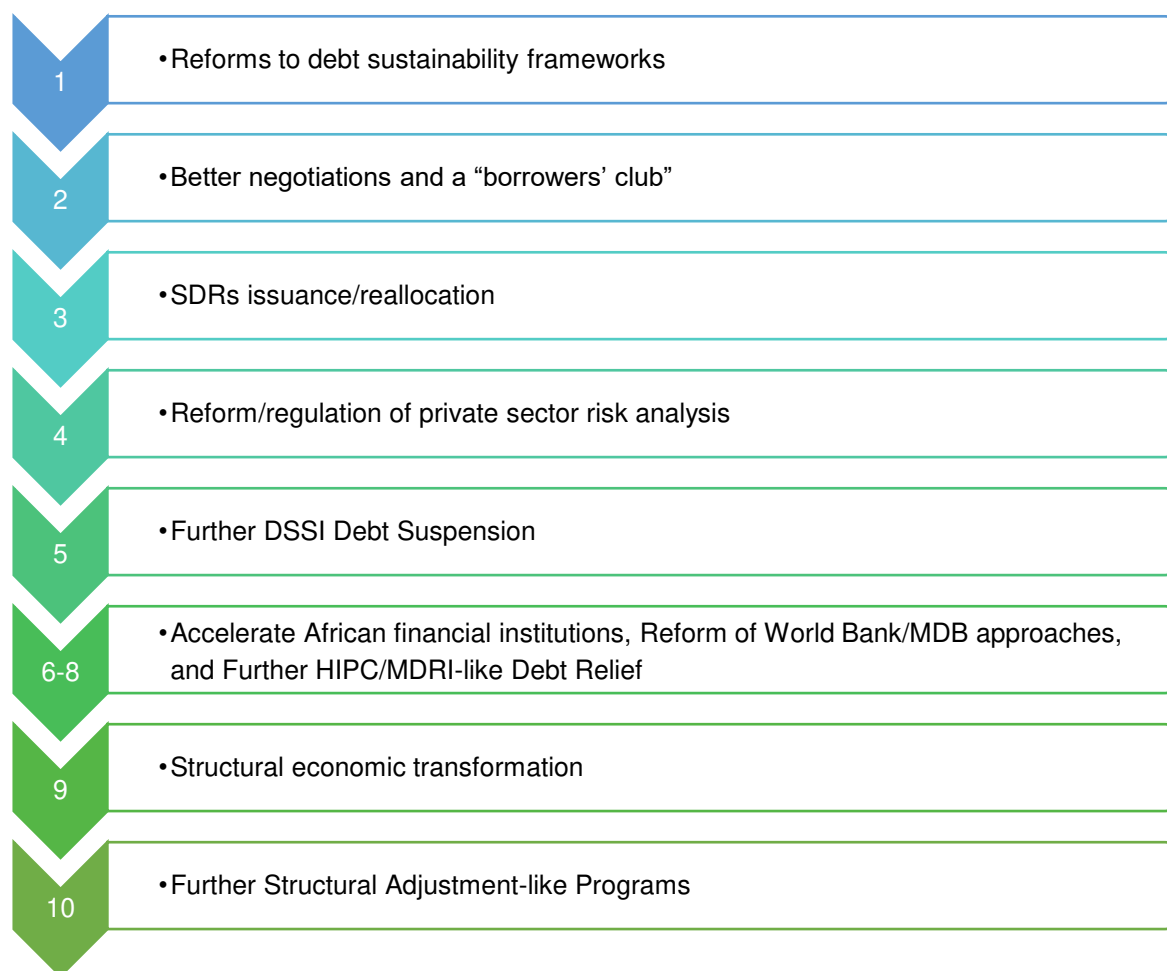 1
•Reforms to debt sustainability frameworks
2
•Better negotiations and a “borrowers’ club”
3
•SDRs issuance/reallocation
4
•Reform/regulation of private sector risk analysis
5
•Further DSSI Debt Suspension
6-8
•Accelerate African financial institutions, Reform of World Bank/MDB approaches,
and Further HIPC/MDRI-like Debt Relief
9
•Structural economic transformation
10
•Further Structural Adjustment-like Programs